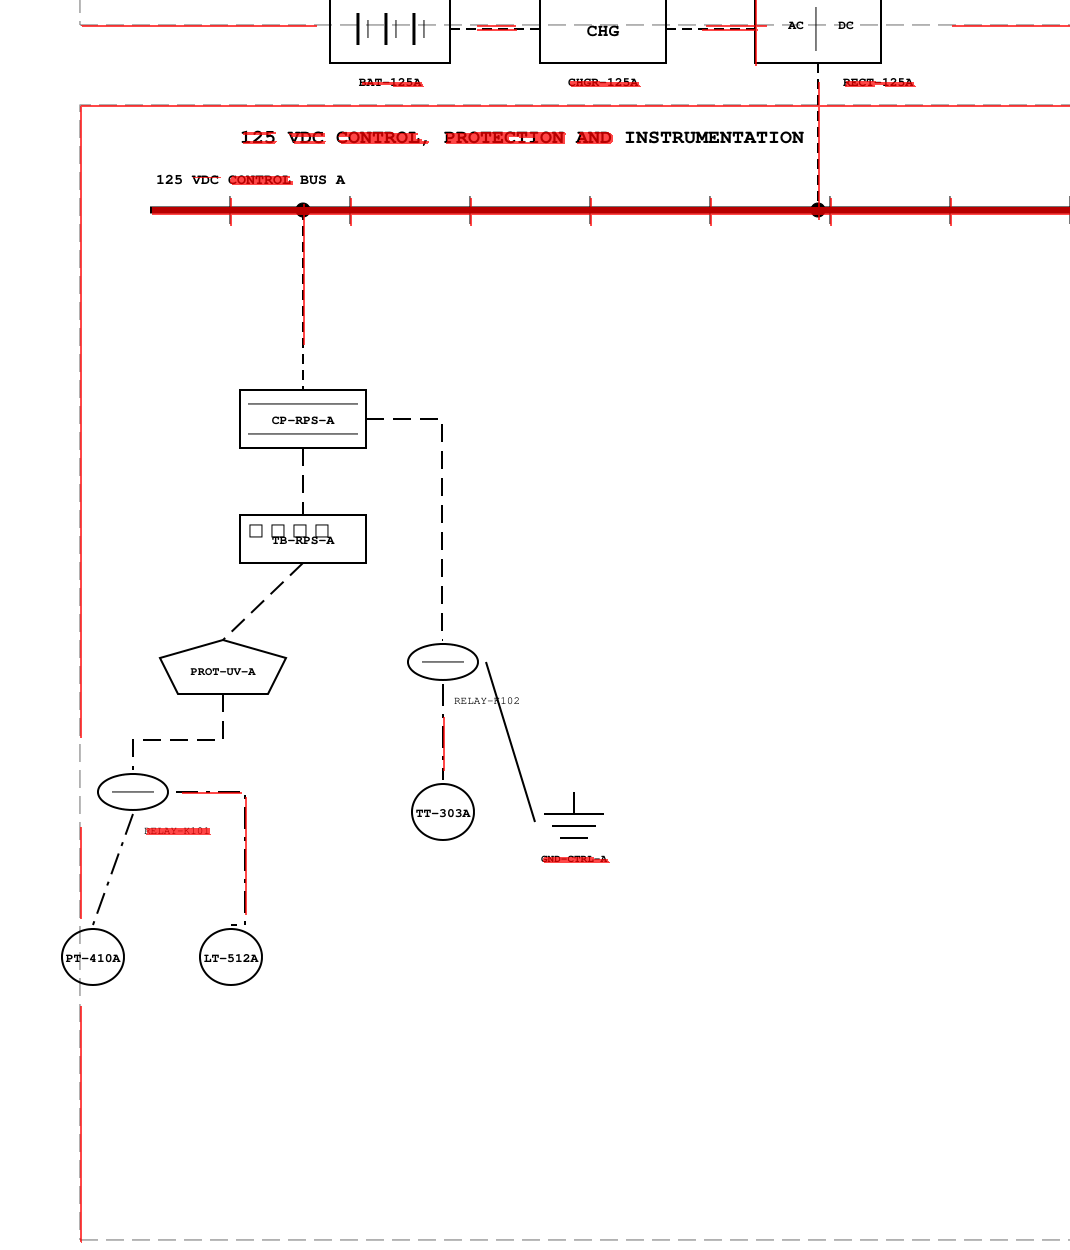 CHG
AC DC
BAT-125A CHGR-125A RECT-125A
125 VDC CONTROL, PROTECTION AND INSTRUMENTATION
125 VDC CONTROL BUS A
CP-RPS-A
TB-RPS-A
PROT-UV-A
RELAY-K102
TT-303A
RELAY-K101
GND-CTRL-A
PT-410A LT-512A